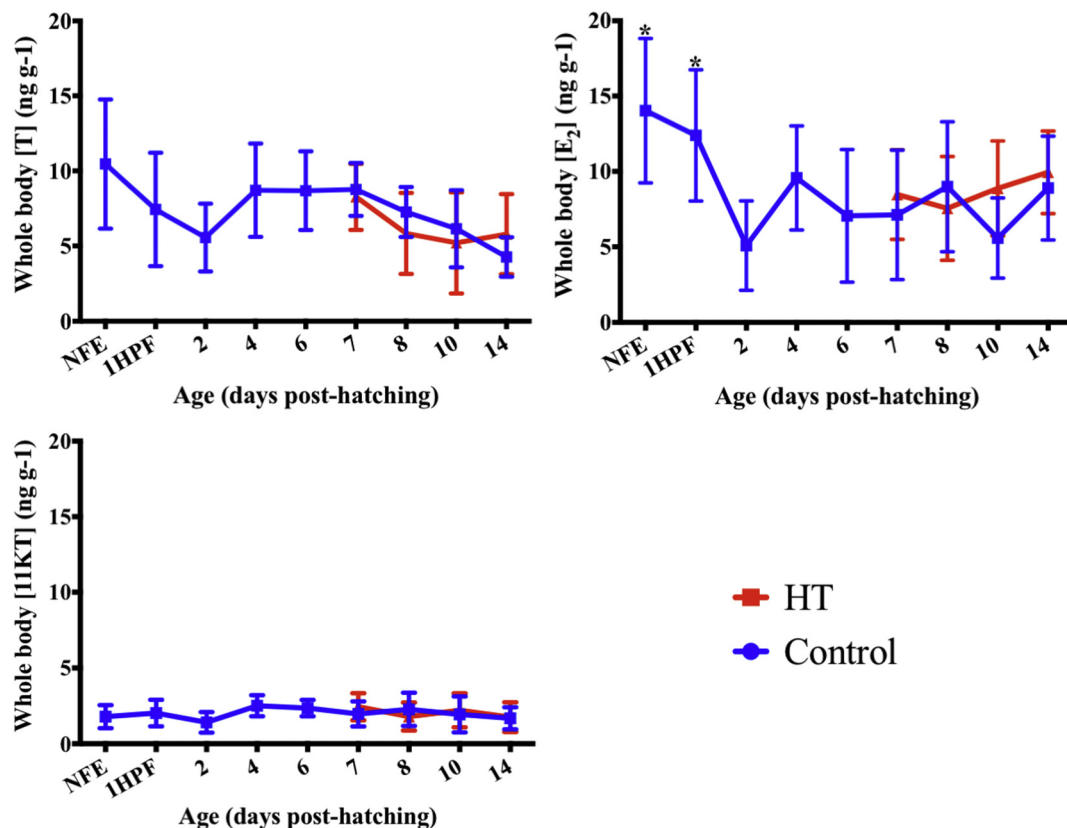 Whole body [T] (ng g-1)
20
15
10
5
0
NFE 1HPF 2 4 6 7 8 10 14
Age (days post-hatching)
Whole body [E2] (ng g-1)
20
15
10
5
0
* *
NFE 1HPF 2 4 6 7 8 10 14
Age (days post-hatching)
Whole body [11KT] (ng g-1)
20
15
10
5
0
NFE 1HPF 2 4 6 7 8 10 14
Age (days post-hatching)
HT
Control